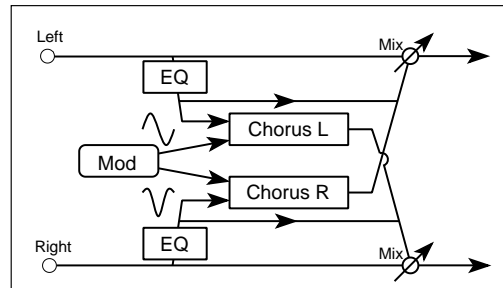 Left
Mix
EQ
Chorus L
Mod
Chorus R
EQ
Right
Mix